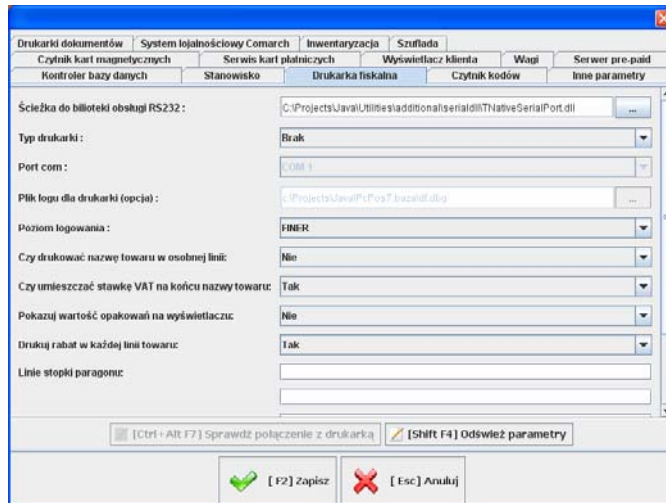 Drukarki dokumentów System lojalnościowy Comarch Inwentaryzacja Szuflada
Czytnik kart magnetycznych Serwis kart płatniczych Wyświetlacz klienta Wagi Serwer pre-paid
Kontroler bazy danych Stanowisko Drukarka fiskalna Czytnik kodów Inne parametry
Ścieżka do bilioteki obsługi RS232 : C:\Projects\Java\Utilities\additional\serialdll\TNativeSerialPort.dll ...
Typ drukarki : Brak
Port com : COM 1
Plik logu dla drukarki (opcja) : c:\Projects\Java\PcPos7.baza\df.dbg ...
Poziom logowania : FINER
Czy drukować nazwę towaru w osobnej linii: Nie
Czy umieszczać stawkę VAT na końcu nazwy towaru: Tak
Pokazuj wartość opakowań na wyświetlaczu: Nie
Drukuj rabat w każdej linii towaru: Tak
Linie stopki paragonu:
[Ctrl+Alt F7] Sprawdź połączenie z drukarką [Shift F4] Odśwież parametry
[ F2] Zapisz [ Esc] Anuluj